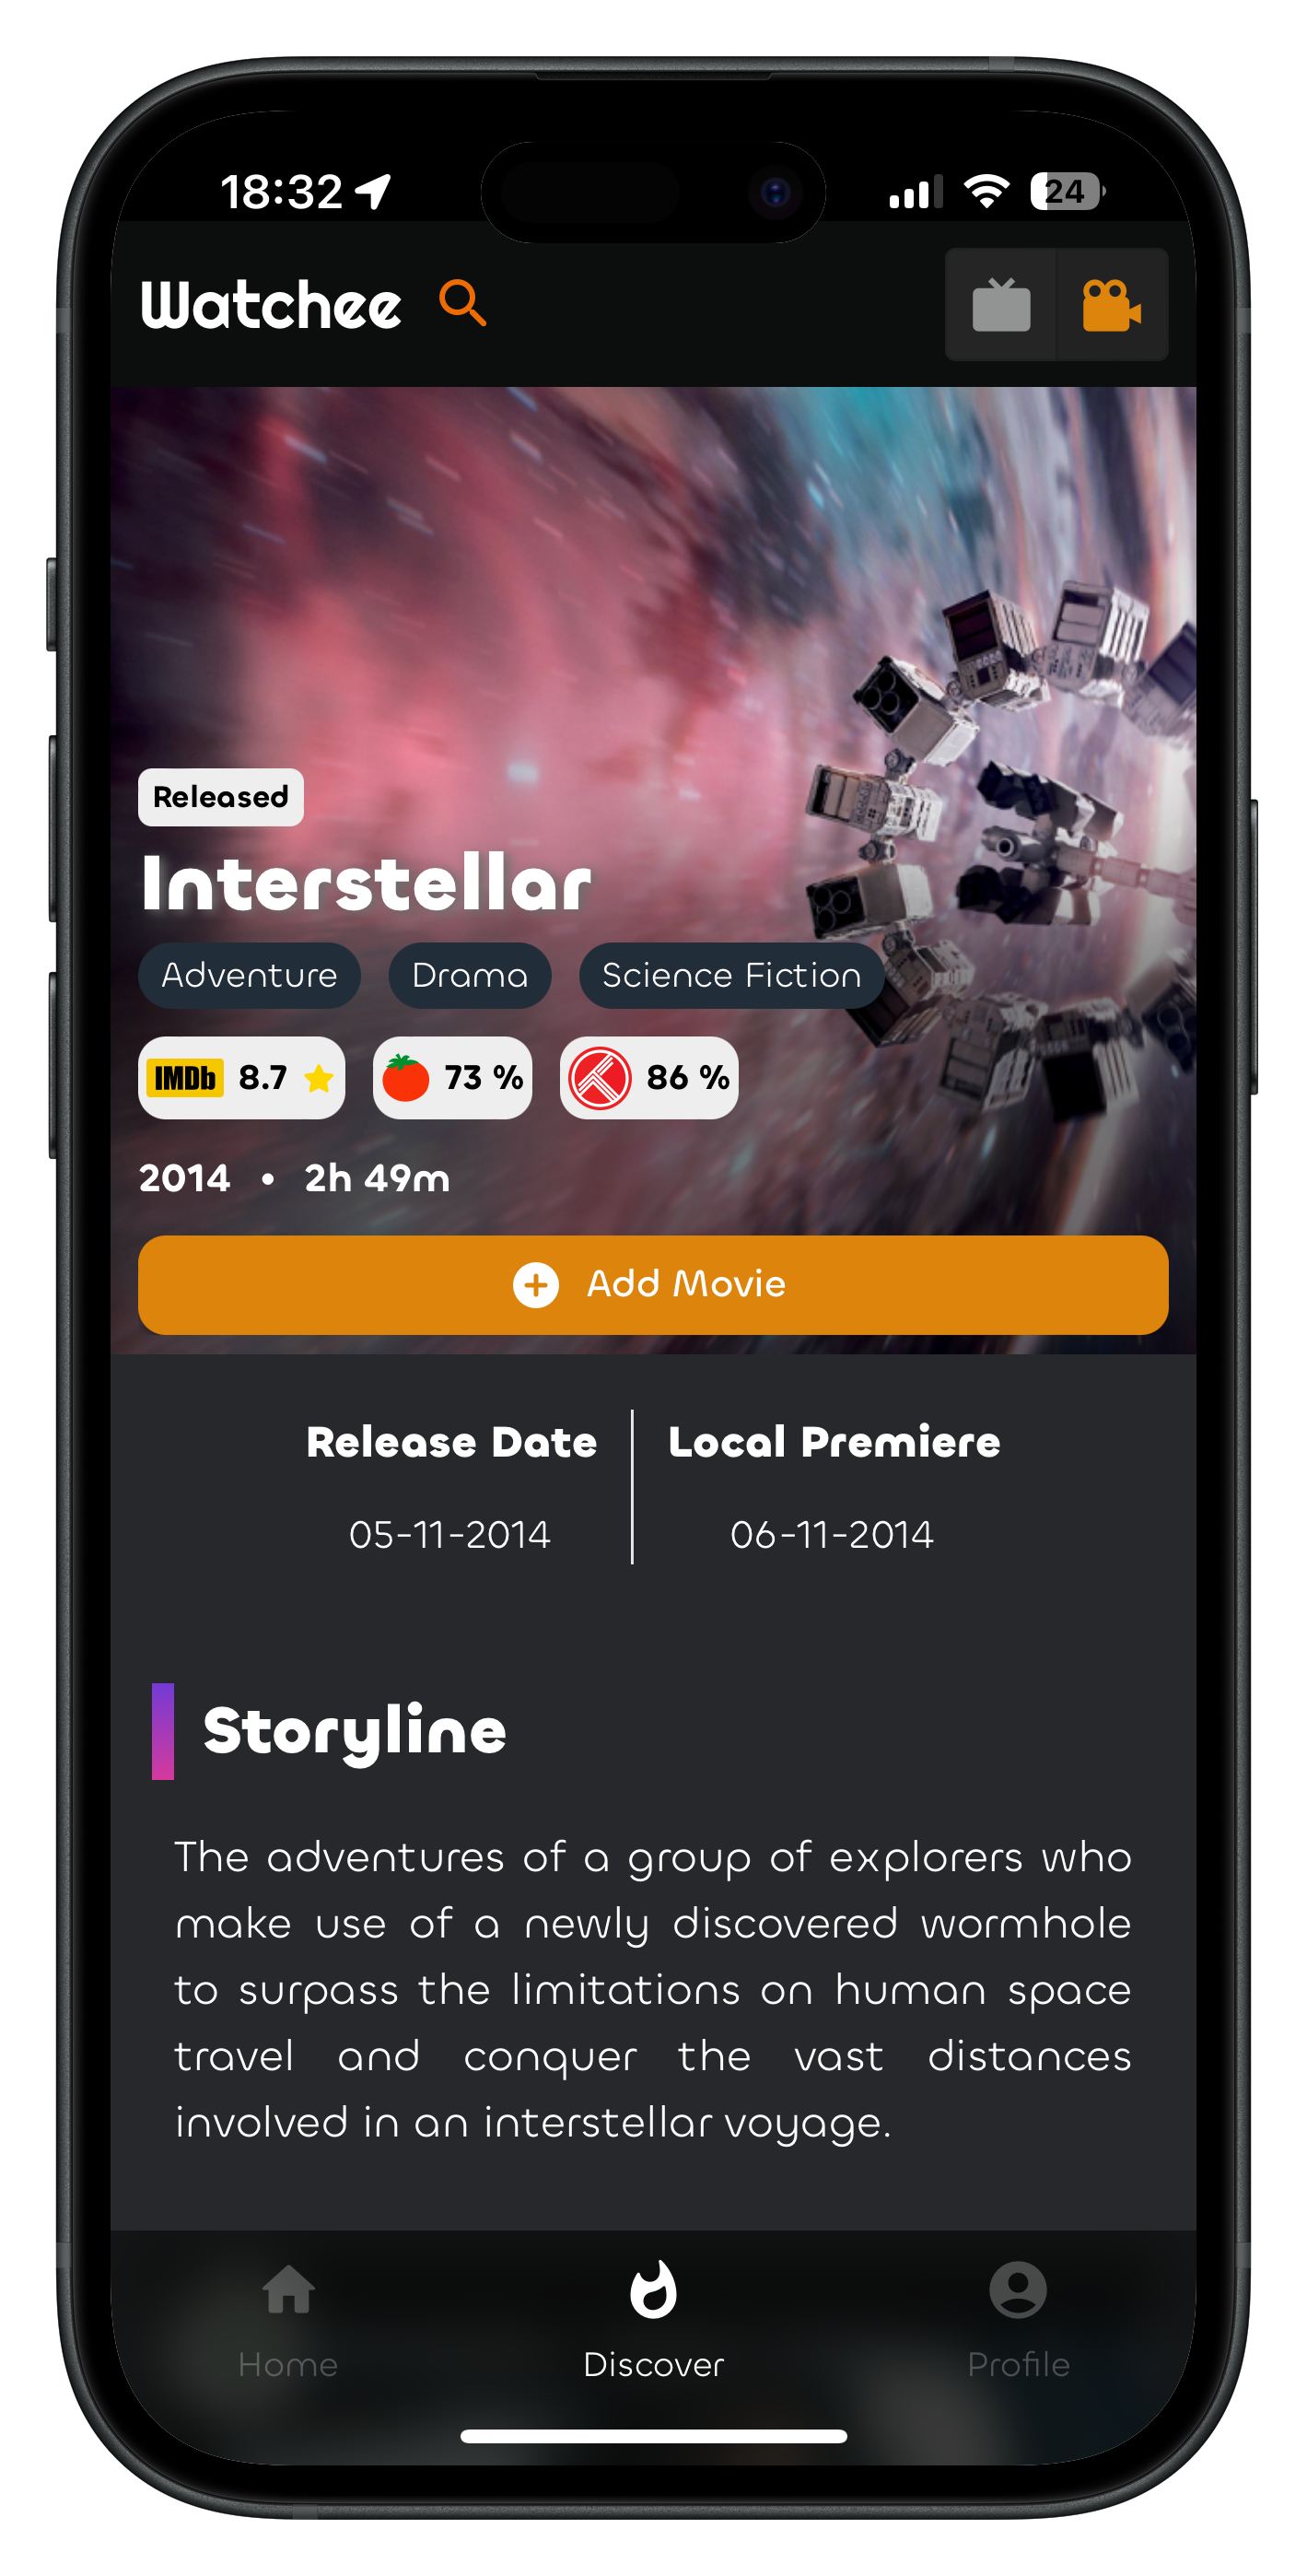 18:32
24
Watchee
Released
Interstellar
Adventure Drama Science Fiction
IMDb 8.7 73 % 86 %
2014 • 2h 49m
Add Movie
Release Date Local Premiere
05-11-2014 06-11-2014
Storyline
The adventures of a group of explorers who
make use of a newly discovered wormhole
to surpass the limitations on human space
travel and conquer the vast distances
involved in an interstellar voyage.
Home Discover Profile